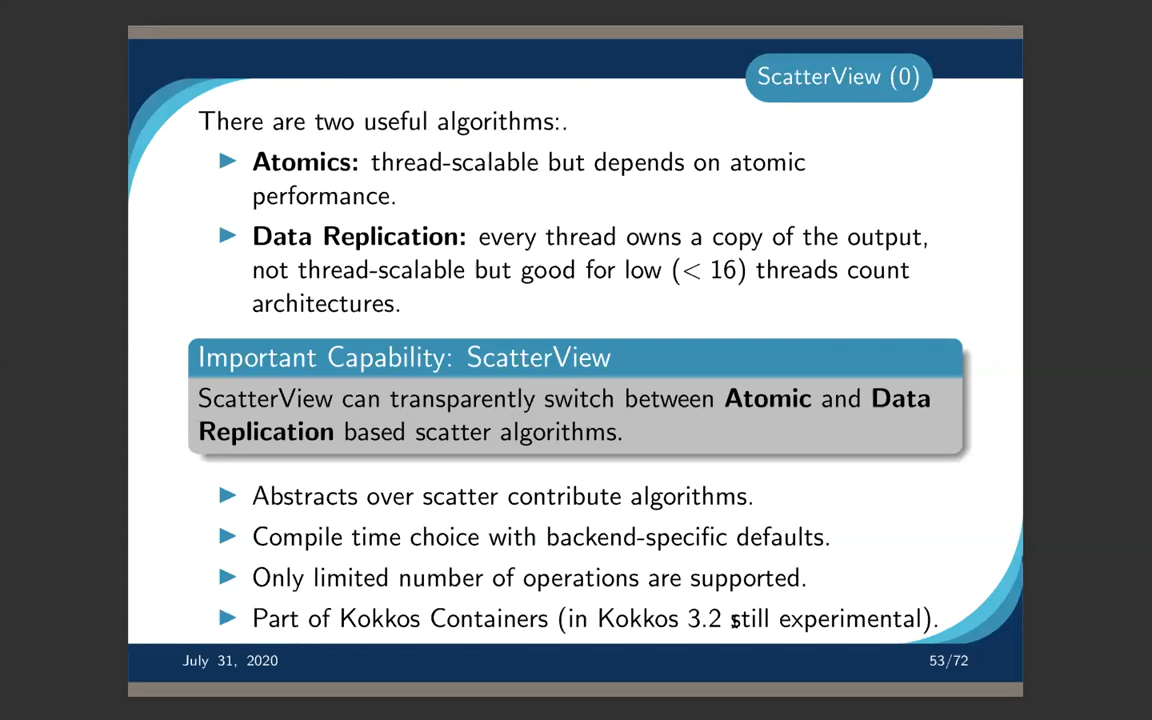 ScatterView (0)
There are two useful algorithms:.
▶ Atomics: thread-scalable but depends on atomic
performance.
▶ Data Replication: every thread owns a copy of the output,
not thread-scalable but good for low (< 16) threads count
architectures.
Important Capability: ScatterView
ScatterView can transparently switch between Atomic and Data
Replication based scatter algorithms.
▶ Abstracts over scatter contribute algorithms.
▶ Compile time choice with backend-specific defaults.
▶ Only limited number of operations are supported.
▶ Part of Kokkos Containers (in Kokkos 3.2 still experimental).
July 31, 2020
53/72